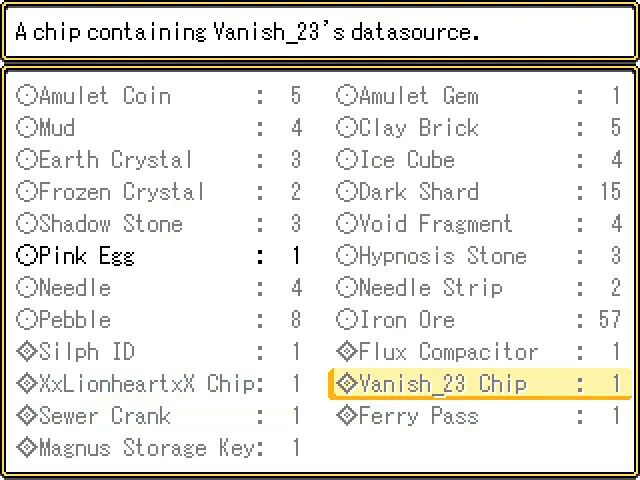 A chip containing Vanish_23's datasource.
Amulet Coin : 5 Amulet Gem : 1
Mud : 4 Clay Brick : 5
Earth Crystal : 3 Ice Cube : 4
Frozen Crystal : 2 Dark Shard : 15
Shadow Stone : 3 Void Fragment : 4
Pink Egg : 1 Hypnosis Stone : 3
Needle : 4 Needle Strip : 2
Pebble : 8 Iron Ore : 57
Silph ID : 1 Flux Compacitor : 1
XxLionheartxX Chip: 1 Vanish_23 Chip : 1
Sewer Crank : 1 Ferry Pass : 1
Magnus Storage Key: 1